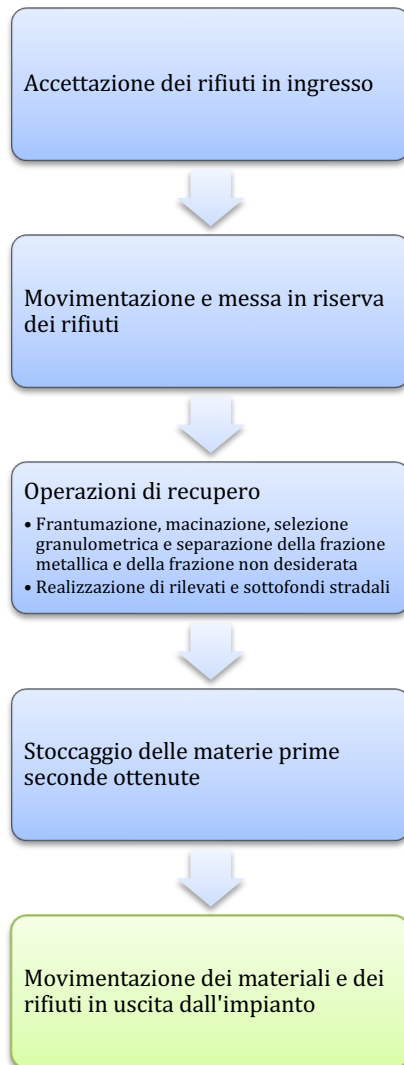 Accettazione dei rifiuti in ingresso
Movimentazione e messa in riserva
dei rifiuti
Operazioni di recupero
• Frantumazione, macinazione, selezione
granulometrica e separazione della frazione
metallica e della frazione non desiderata
• Realizzazione di rilevati e sottofondi stradali
Stoccaggio delle materie prime
seconde ottenute
Movimentazione dei materiali e dei
rifiuti in uscita dall'impianto